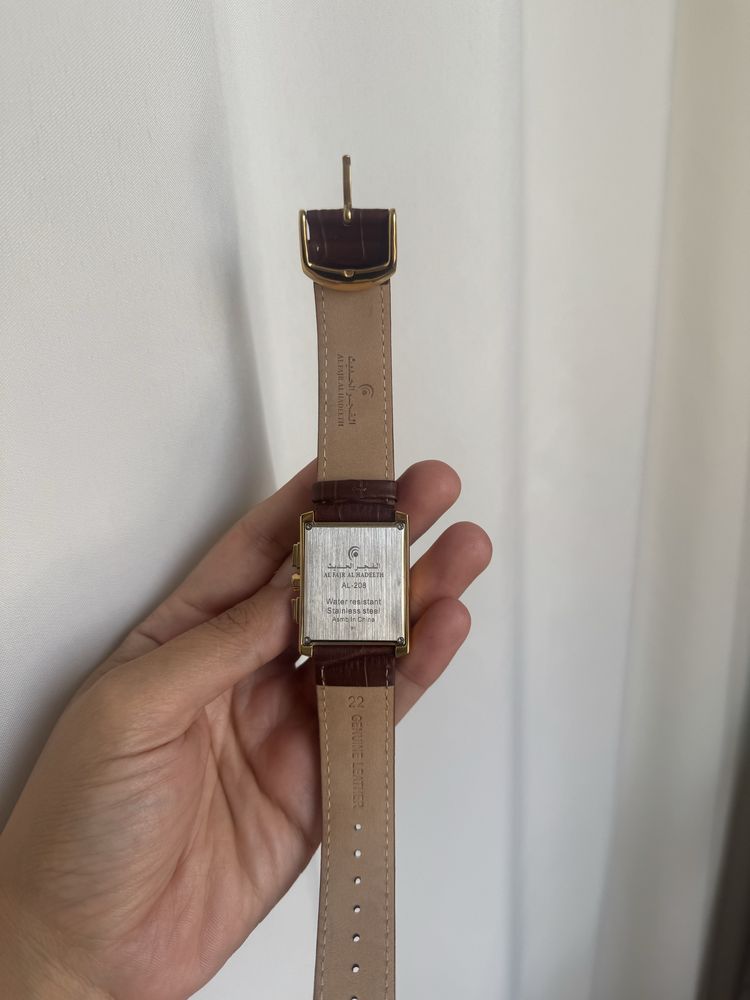 الفجر الحديث
AL FAJR AL HADEETH
الفجر الحديث
AL FAJR AL HADEETH
AL-208
Water resistant
Stainless steel
Asmb In China
22
GENUINE LEATHER